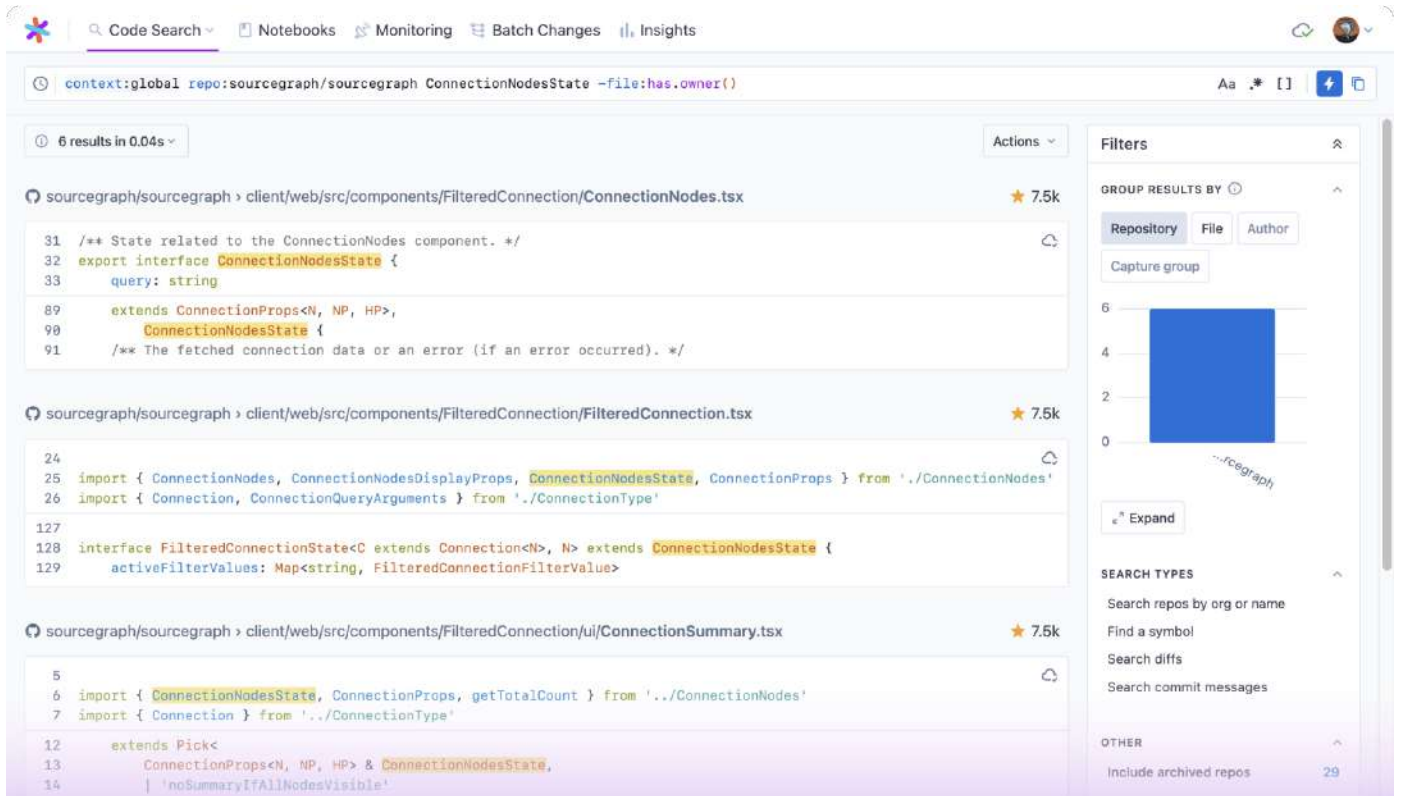 Code Search Notebooks Monitoring Batch Changes Insights
context:global repo:sourcegraph/sourcegraph ConnectionNodesState -file:has.owner() Aa .* []
6 results in 0.04s
Actions
sourcegraph/sourcegraph › client/web/src/components/FilteredConnection/ConnectionNodes.tsx 7.5k
31 /** State related to the ConnectionNodes component. */
32 export interface ConnectionNodesState {
33 query: string
89 extends ConnectionProps<N, NP, HP>,
90 ConnectionNodesState {
91 /** The fetched connection data or an error (if an error occurred). */
sourcegraph/sourcegraph › client/web/src/components/FilteredConnection/FilteredConnection.tsx 7.5k
24
25 import { ConnectionNodes, ConnectionNodesDisplayProps, ConnectionNodesState, ConnectionProps } from './ConnectionNodes'
26 import { Connection, ConnectionQueryArguments } from './ConnectionType'
127
128 interface FilteredConnectionState<C extends Connection<N>, N> extends ConnectionNodesState {
129 activeFilterValues: Map<string, FilteredConnectionFilterValue>
sourcegraph/sourcegraph › client/web/src/components/FilteredConnection/ui/ConnectionSummary.tsx 7.5k
5
6 import { ConnectionNodesState, ConnectionProps, getTotalCount } from '../ConnectionNodes'
7 import { Connection } from '../ConnectionType'
12 extends Pick<
13 ConnectionProps<N, NP, HP> & ConnectionNodesState,
14 | 'noSummaryIfAllNodesVisible'
Filters
GROUP RESULTS BY
Repository File Author
Capture group
6
4
2
0
...rcegraph
Expand
SEARCH TYPES
Search repos by org or name
Find a symbol
Search diffs
Search commit messages
OTHER
Include archived repos 29